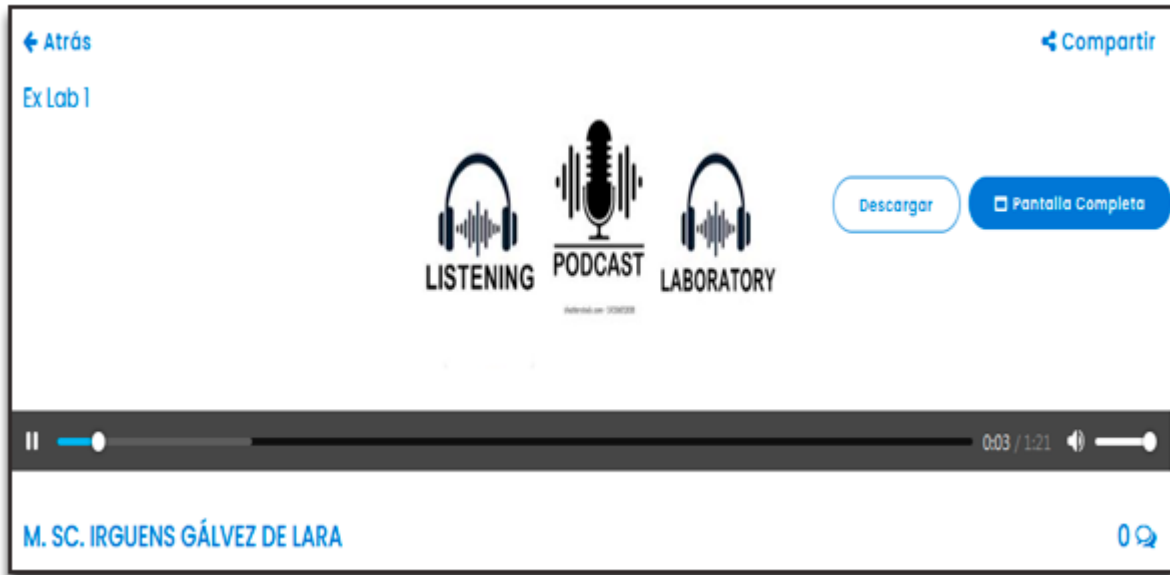 Atrás
Compartir
Ex Lab 1
LISTENING
PODCAST
LABORATORY
Descargar
Pantalla Completa
0:03 / 1:21
M. SC. IRGUENS GÁLVEZ DE LARA
0